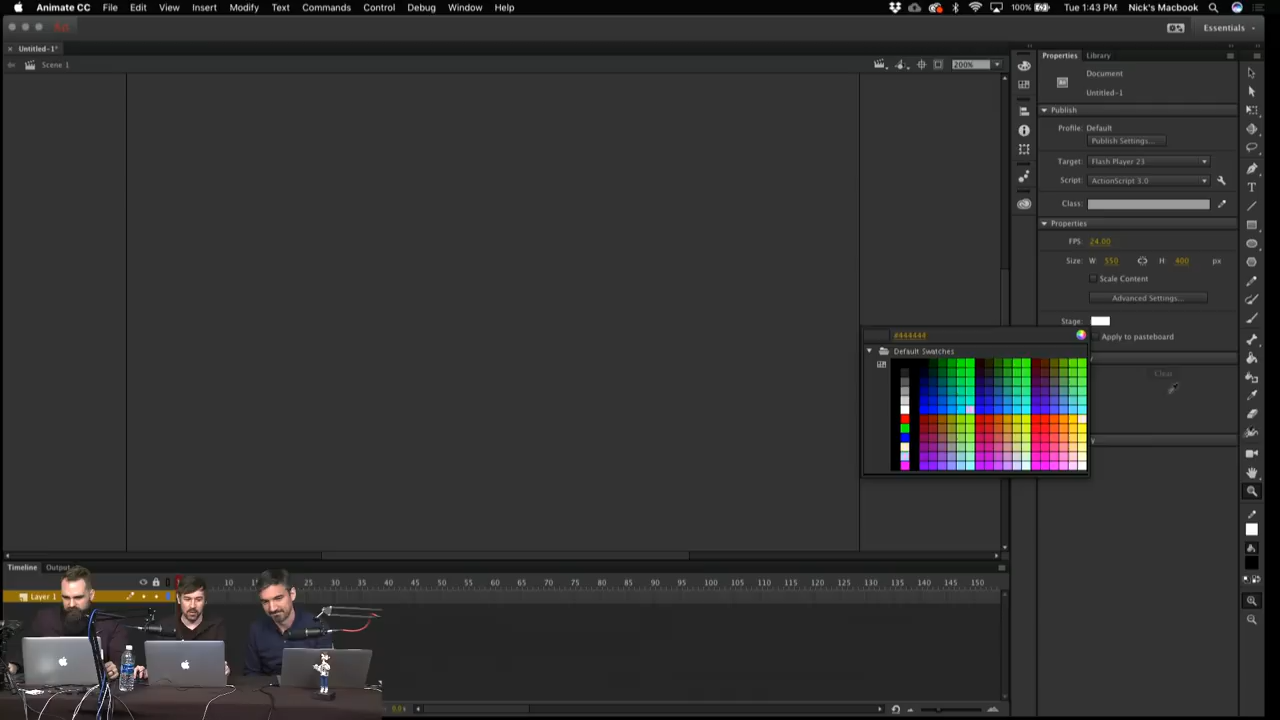 Animate CC File Edit View Insert Modify Text Commands Control Debug Window Help 100% Tue 1:43 PM Nick's Macbook
An Essentials
Untitled-1*
Scene 1 200%
Properties Library
Document
Untitled-1
Publish
Profile: Default
Publish Settings...
Target: Flash Player 23
Script: ActionScript 3.0
Class:
Properties
FPS: 24.00
Size: W: 550 H: 400 px
Scale Content
Advanced Settings...
Stage:
Apply to pasteboard
#444444
Default Swatches
Clear
Timeline Output
10 25 30 35 40 45 50 55 60 65 70 75 80 85 90 95 100 105 110 115 120 125 130 135 140 145 150
Layer 1
0.0s